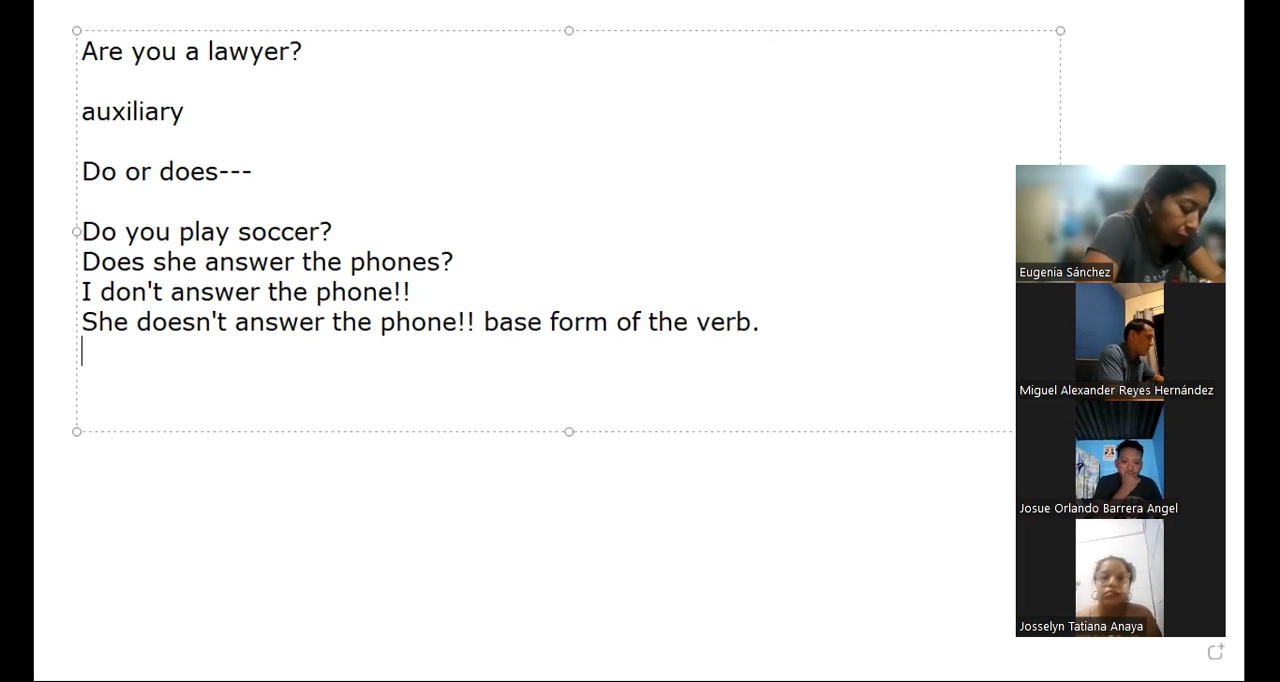 Are you a lawyer?
auxiliary
Do or does---
Do you play soccer?
Does she answer the phones?
I don't answer the phone!!
She doesn't answer the phone!! base form of the verb.
Eugenia Sánchez
Miguel Alexander Reyes Hernández
Josue Orlando Barrera Angel
Josselyn Tatiana Anaya